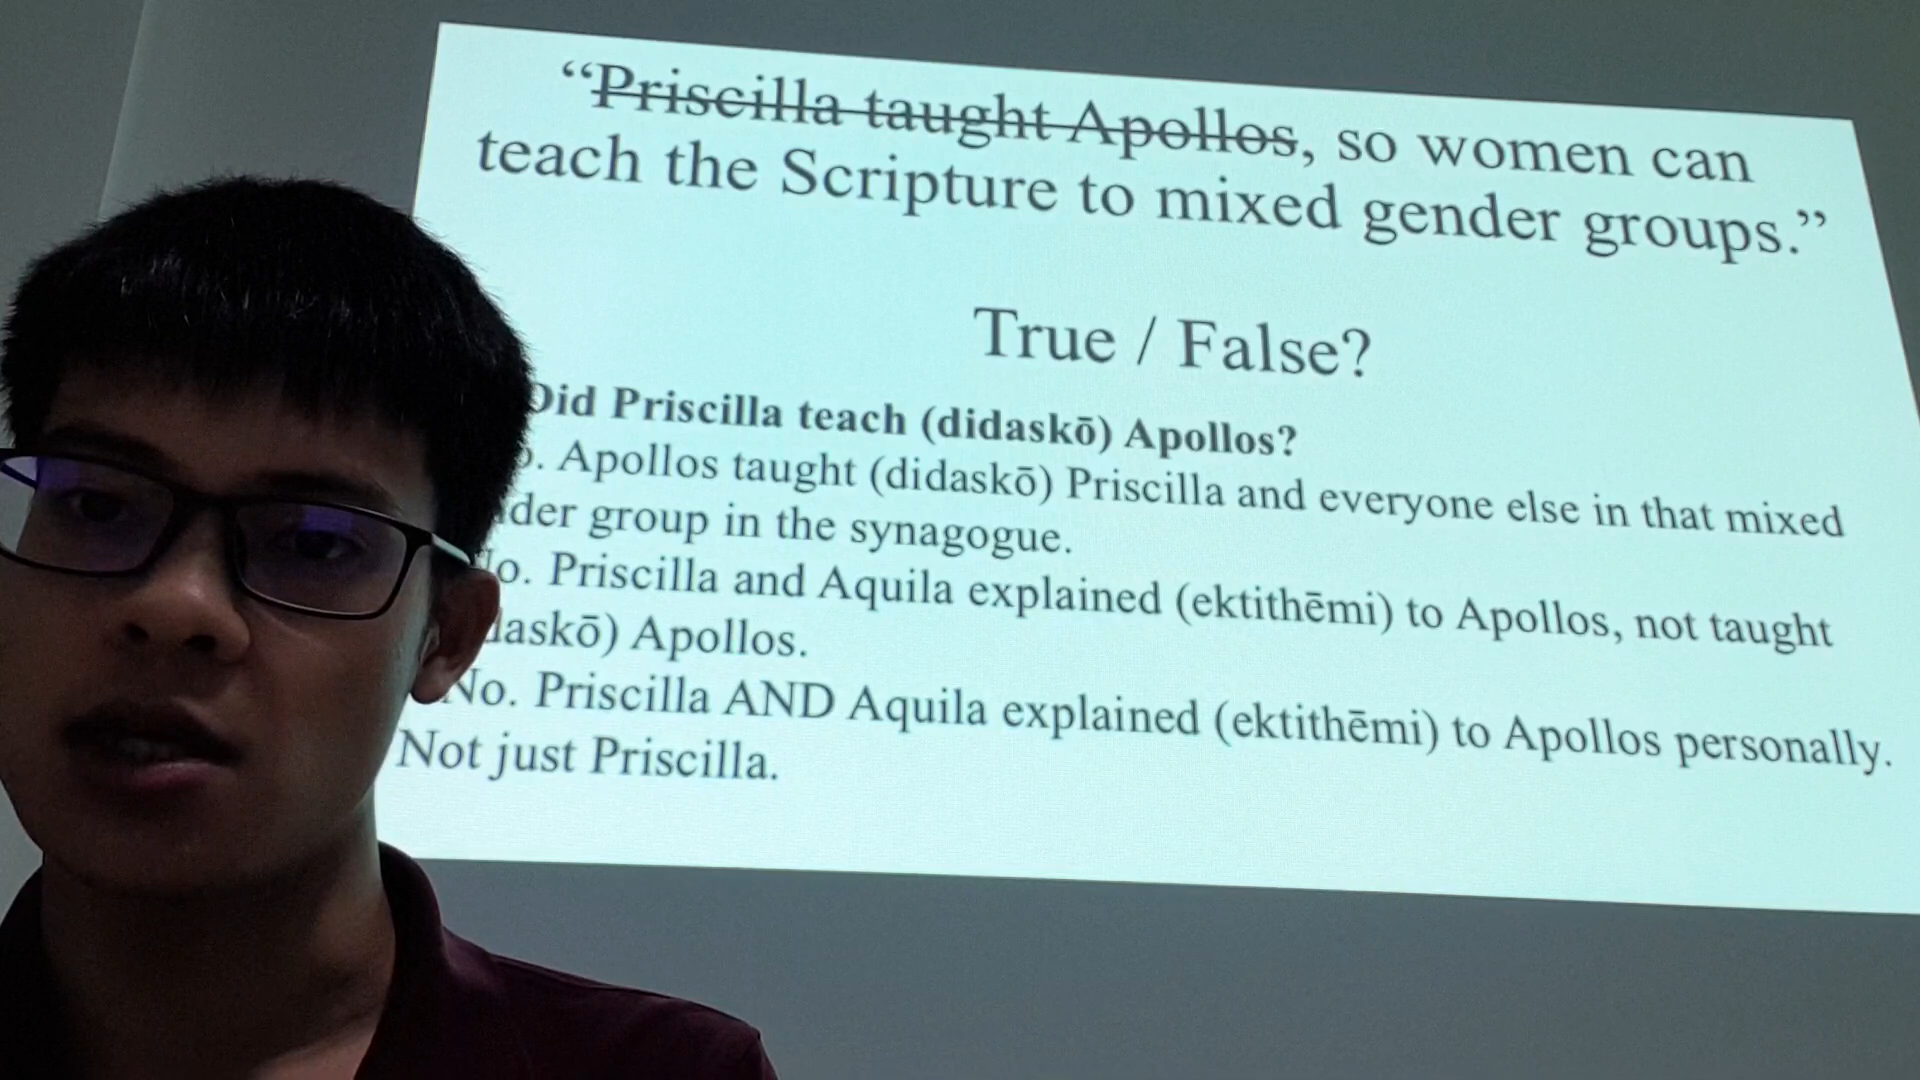 “Priscilla taught Apollos, so women can
teach the Scripture to mixed gender groups.”
True / False?
Did Priscilla teach (didaskō) Apollos?
. Apollos taught (didaskō) Priscilla and everyone else in that mixed
der group in the synagogue.
o. Priscilla and Aquila explained (ektithēmi) to Apollos, not taught
daskō) Apollos.
No. Priscilla AND Aquila explained (ektithēmi) to Apollos personally.
Not just Priscilla.